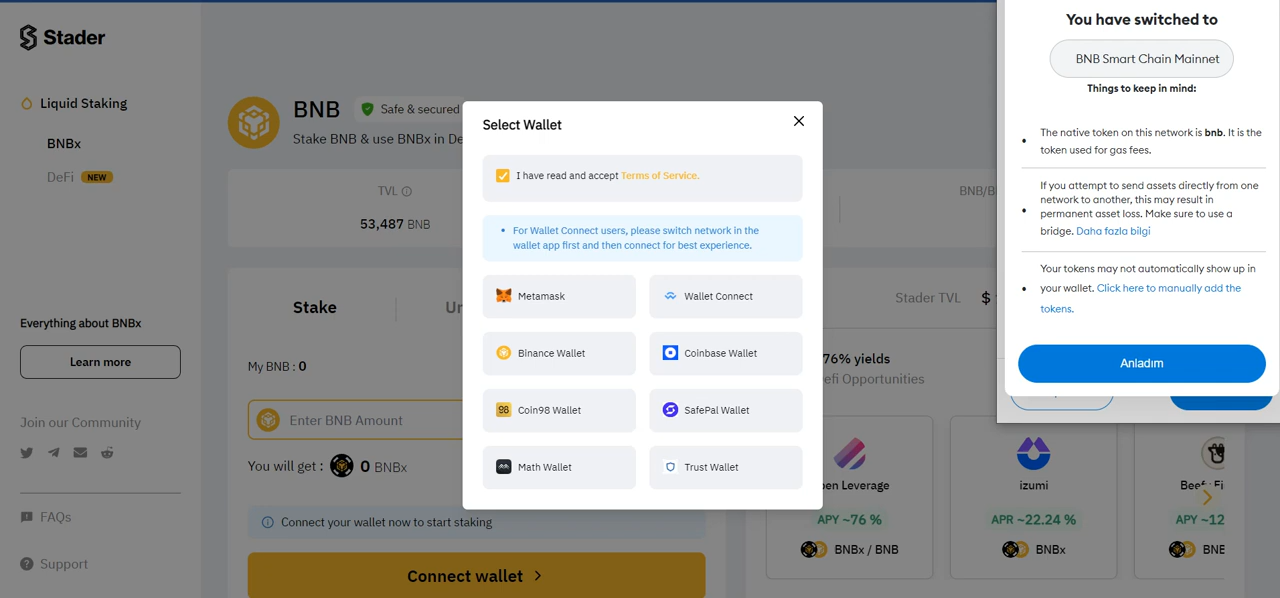 Stader
Liquid Staking
BNBx
DeFi NEW
Everything about BNBx
Learn more
Join our Community
FAQs
Support
BNB Safe & secured
Stake BNB & use BNBx in De
TVL
53,487 BNB
BNB/B
Stake
Un
My BNB : 0
Enter BNB Amount
You will get : 0 BNBx
Connect your wallet now to start staking
Connect wallet
Select Wallet
I have read and accept Terms of Service.
For Wallet Connect users, please switch network in the
wallet app first and then connect for best experience.
Metamask
Wallet Connect
Binance Wallet
Coinbase Wallet
98 Coin98 Wallet
SafePal Wallet
Math Wallet
Trust Wallet
Stader TVL $
76% yields
efi Opportunities
pen Leverage
APY ~76 %
BNBx / BNB
izumi
APR ~22.24 %
BNBx
Beefy Fi
APY ~12
BNE
You have switched to
BNB Smart Chain Mainnet
Things to keep in mind:
The native token on this network is bnb. It is the
token used for gas fees.
If you attempt to send assets directly from one
network to another, this may result in
permanent asset loss. Make sure to use a
bridge. Daha fazla bilgi
Your tokens may not automatically show up in
your wallet. Click here to manually add the
tokens.
Anladım